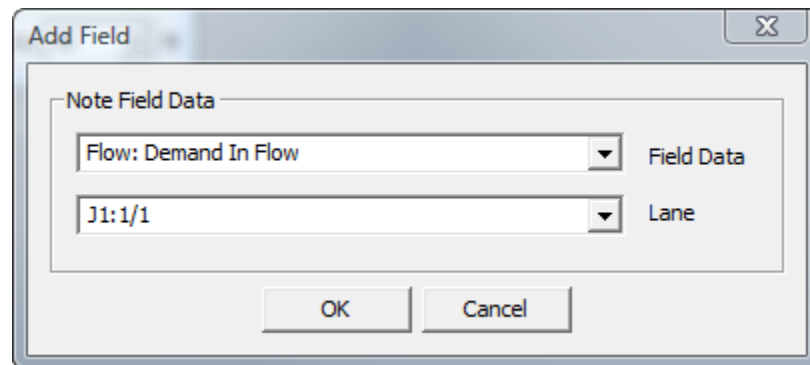 Add Field
Note Field Data
Flow: Demand In Flow Field Data
J1:1/1 Lane
OK Cancel